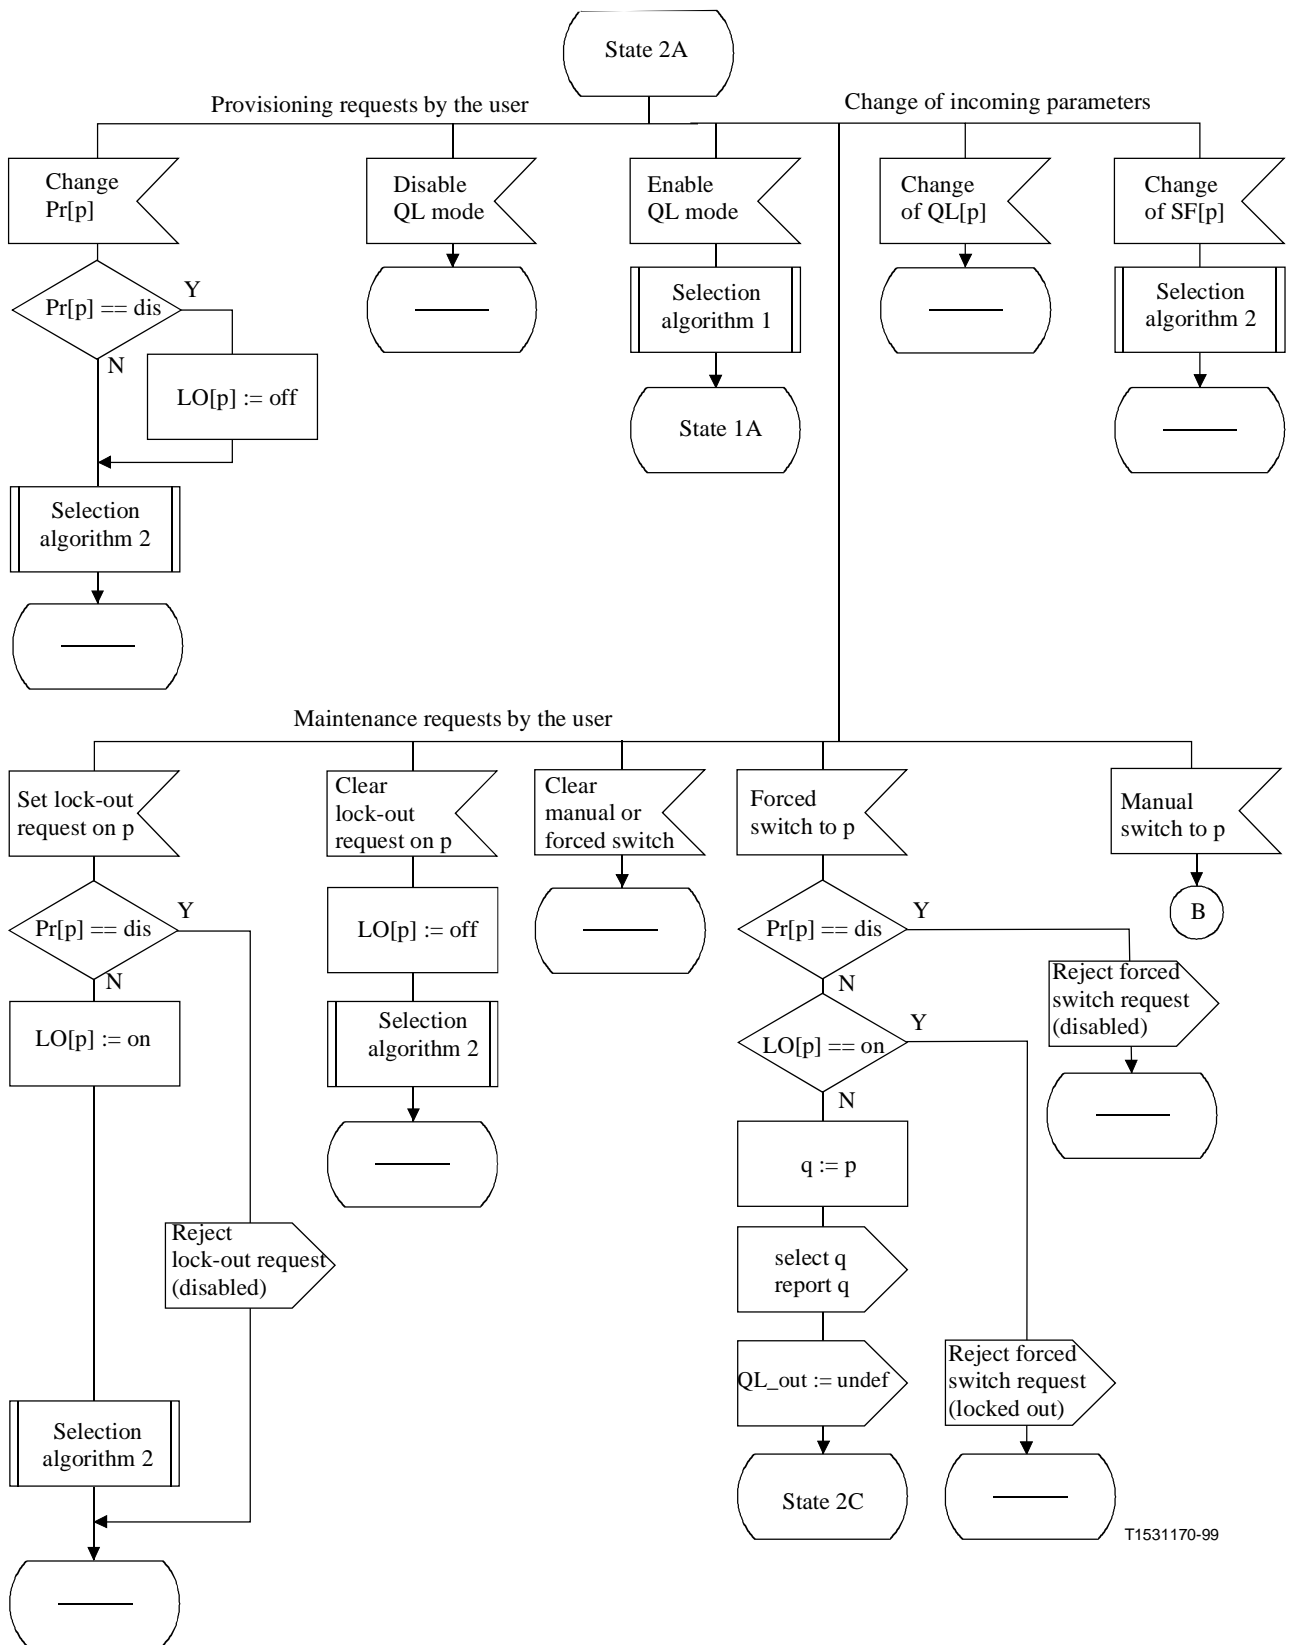 State 2A
Provisioning requests by the user
Change of incoming parameters
Change
Pr[p]
Disable
QL mode
Enable
QL mode
Change
of QL[p]
Change
of SF[p]
Pr[p] == dis
Y
N
LO[p] := off
Selection
algorithm 2
Selection
algorithm 1
State 1A
Selection
algorithm 2
Maintenance requests by the user
Set lock-out
request on p
Clear
lock-out
request on p
Clear
manual or
forced switch
Forced
switch to p
Manual
switch to p
Pr[p] == dis
Y
N
LO[p] := on
Reject
lock-out request
(disabled)
Selection
algorithm 2
LO[p] := off
Selection
algorithm 2
Pr[p] == dis
Y
N
Reject forced
switch request
(disabled)
LO[p] == on
Y
N
q := p
select q
report q
QL_out := undef
State 2C
Reject forced
switch request
(locked out)
B
T1531170-99